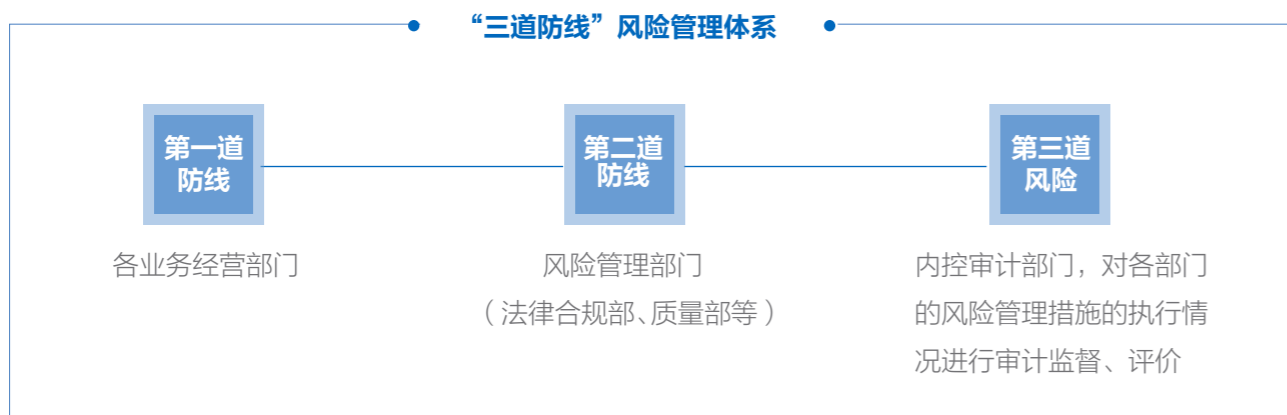 “三道防线”风险管理体系
第一道
防线
第二道
防线
第三道
风险
各业务经营部门
风险管理部门
（法律合规部、质量部等）
内控审计部门，对各部门
的风险管理措施的执行情
况进行审计监督、评价